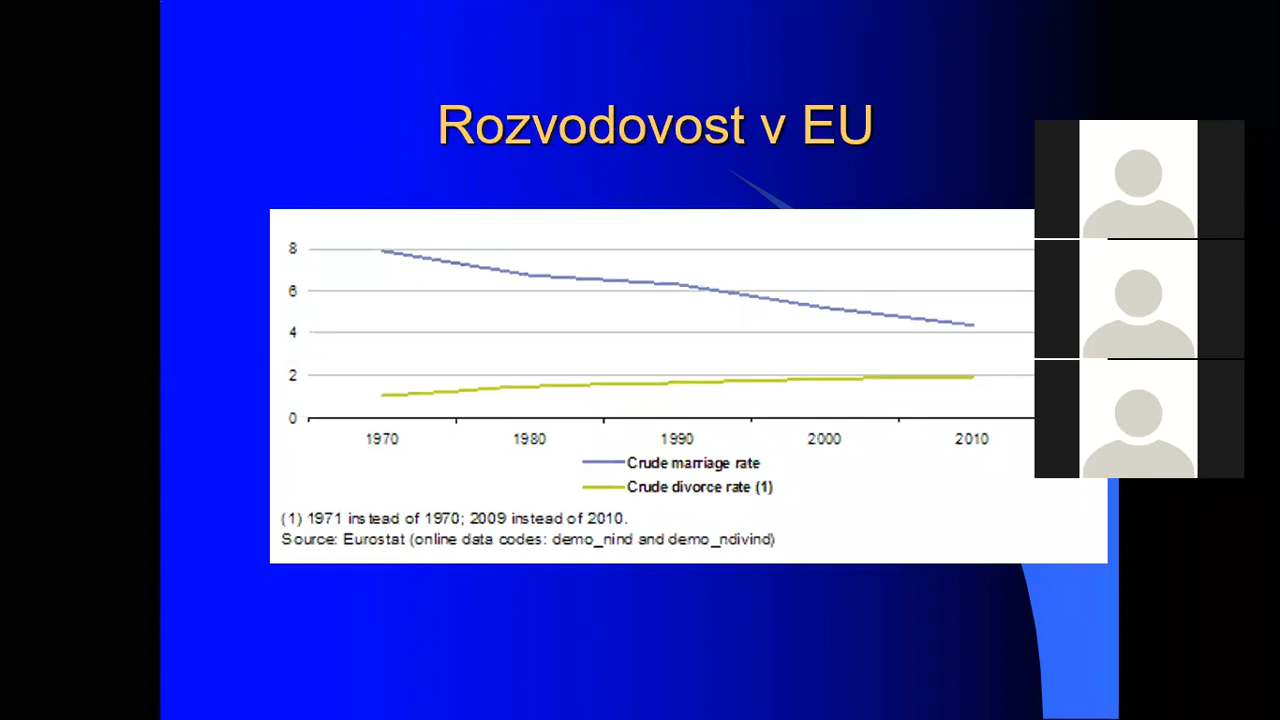 Rozvodovost v EU
8
6
4
2
0
1970 1980 1990 2000 2010
Crude marriage rate
Crude divorce rate (1)
(1) 1971 instead of 1970; 2009 instead of 2010.
Source: Eurostat (online data codes: demo_nind and demo_ndivind)